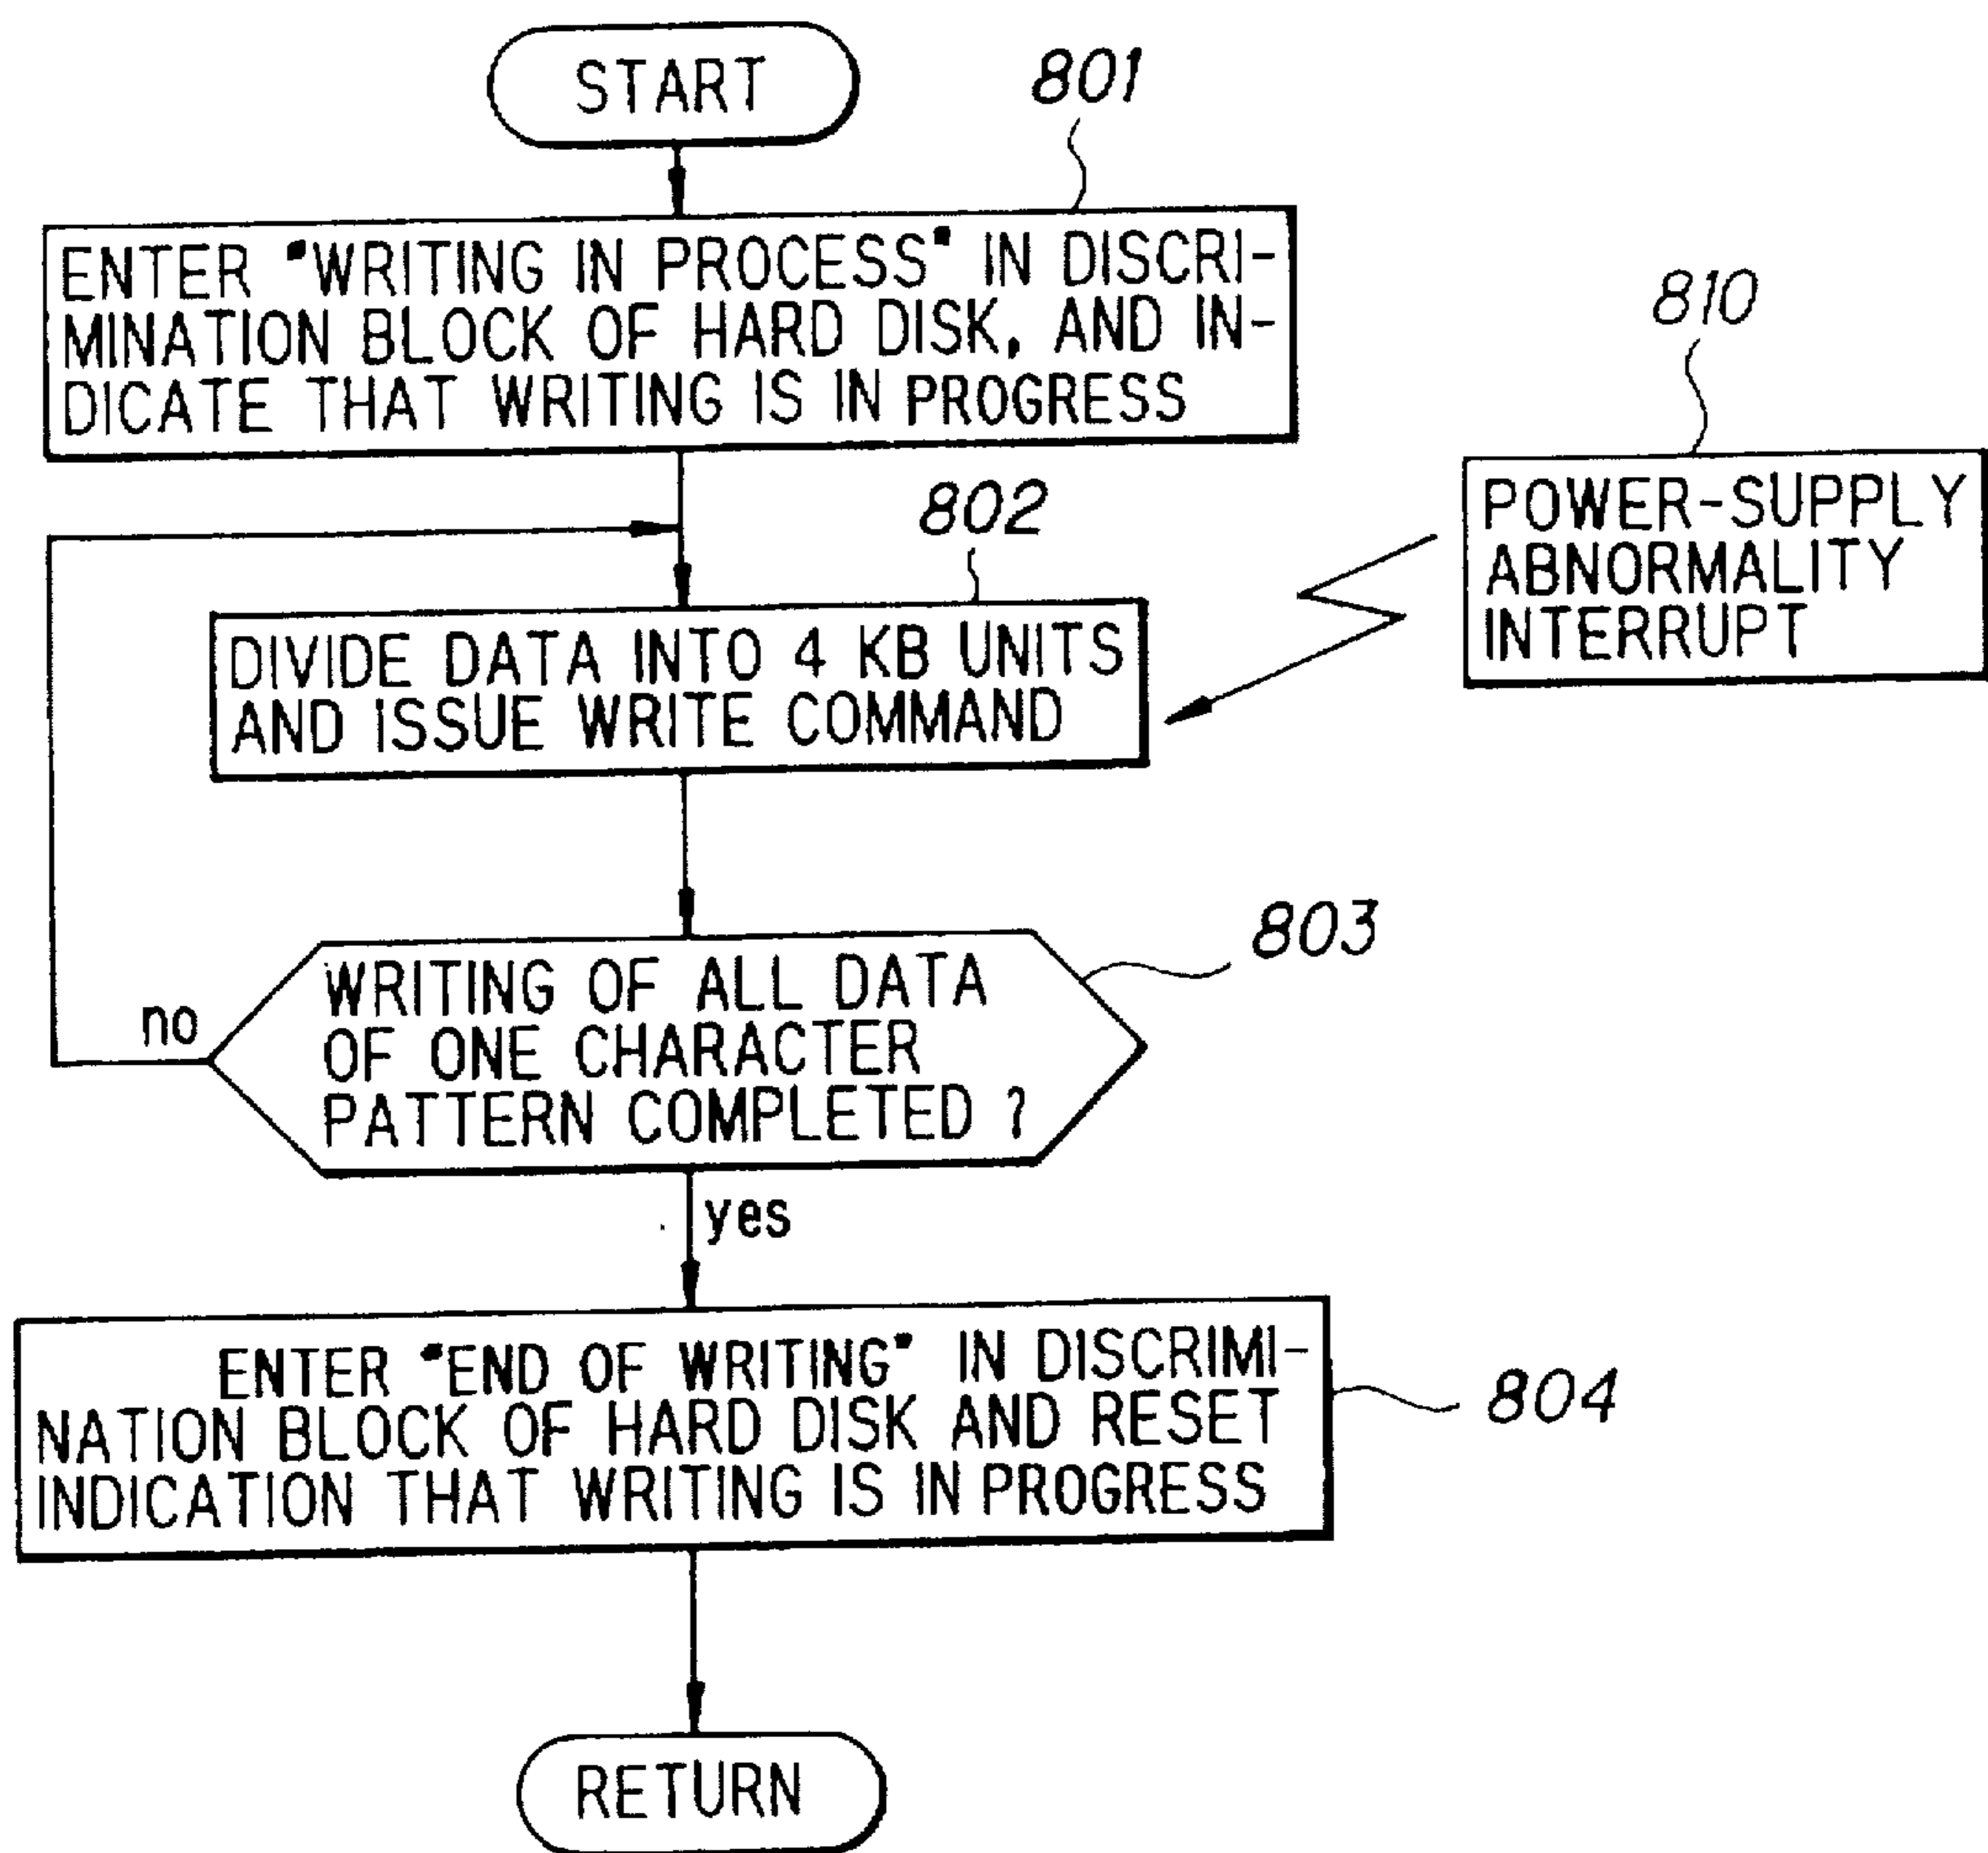 START
801
ENTER "WRITING IN PROCESS" IN DISCRI-
MINATION BLOCK OF HARD DISK, AND IN-
DICATE THAT WRITING IS IN PROGRESS
810
POWER-SUPPLY
ABNORMALITY
INTERRUPT
802
DIVIDE DATA INTO 4 KB UNITS
AND ISSUE WRITE COMMAND
803
WRITING OF ALL DATA
OF ONE CHARACTER
PATTERN COMPLETED ?
no
yes
ENTER "END OF WRITING" IN DISCRIMI-
NATION BLOCK OF HARD DISK AND RESET
INDICATION THAT WRITING IS IN PROGRESS
804
RETURN